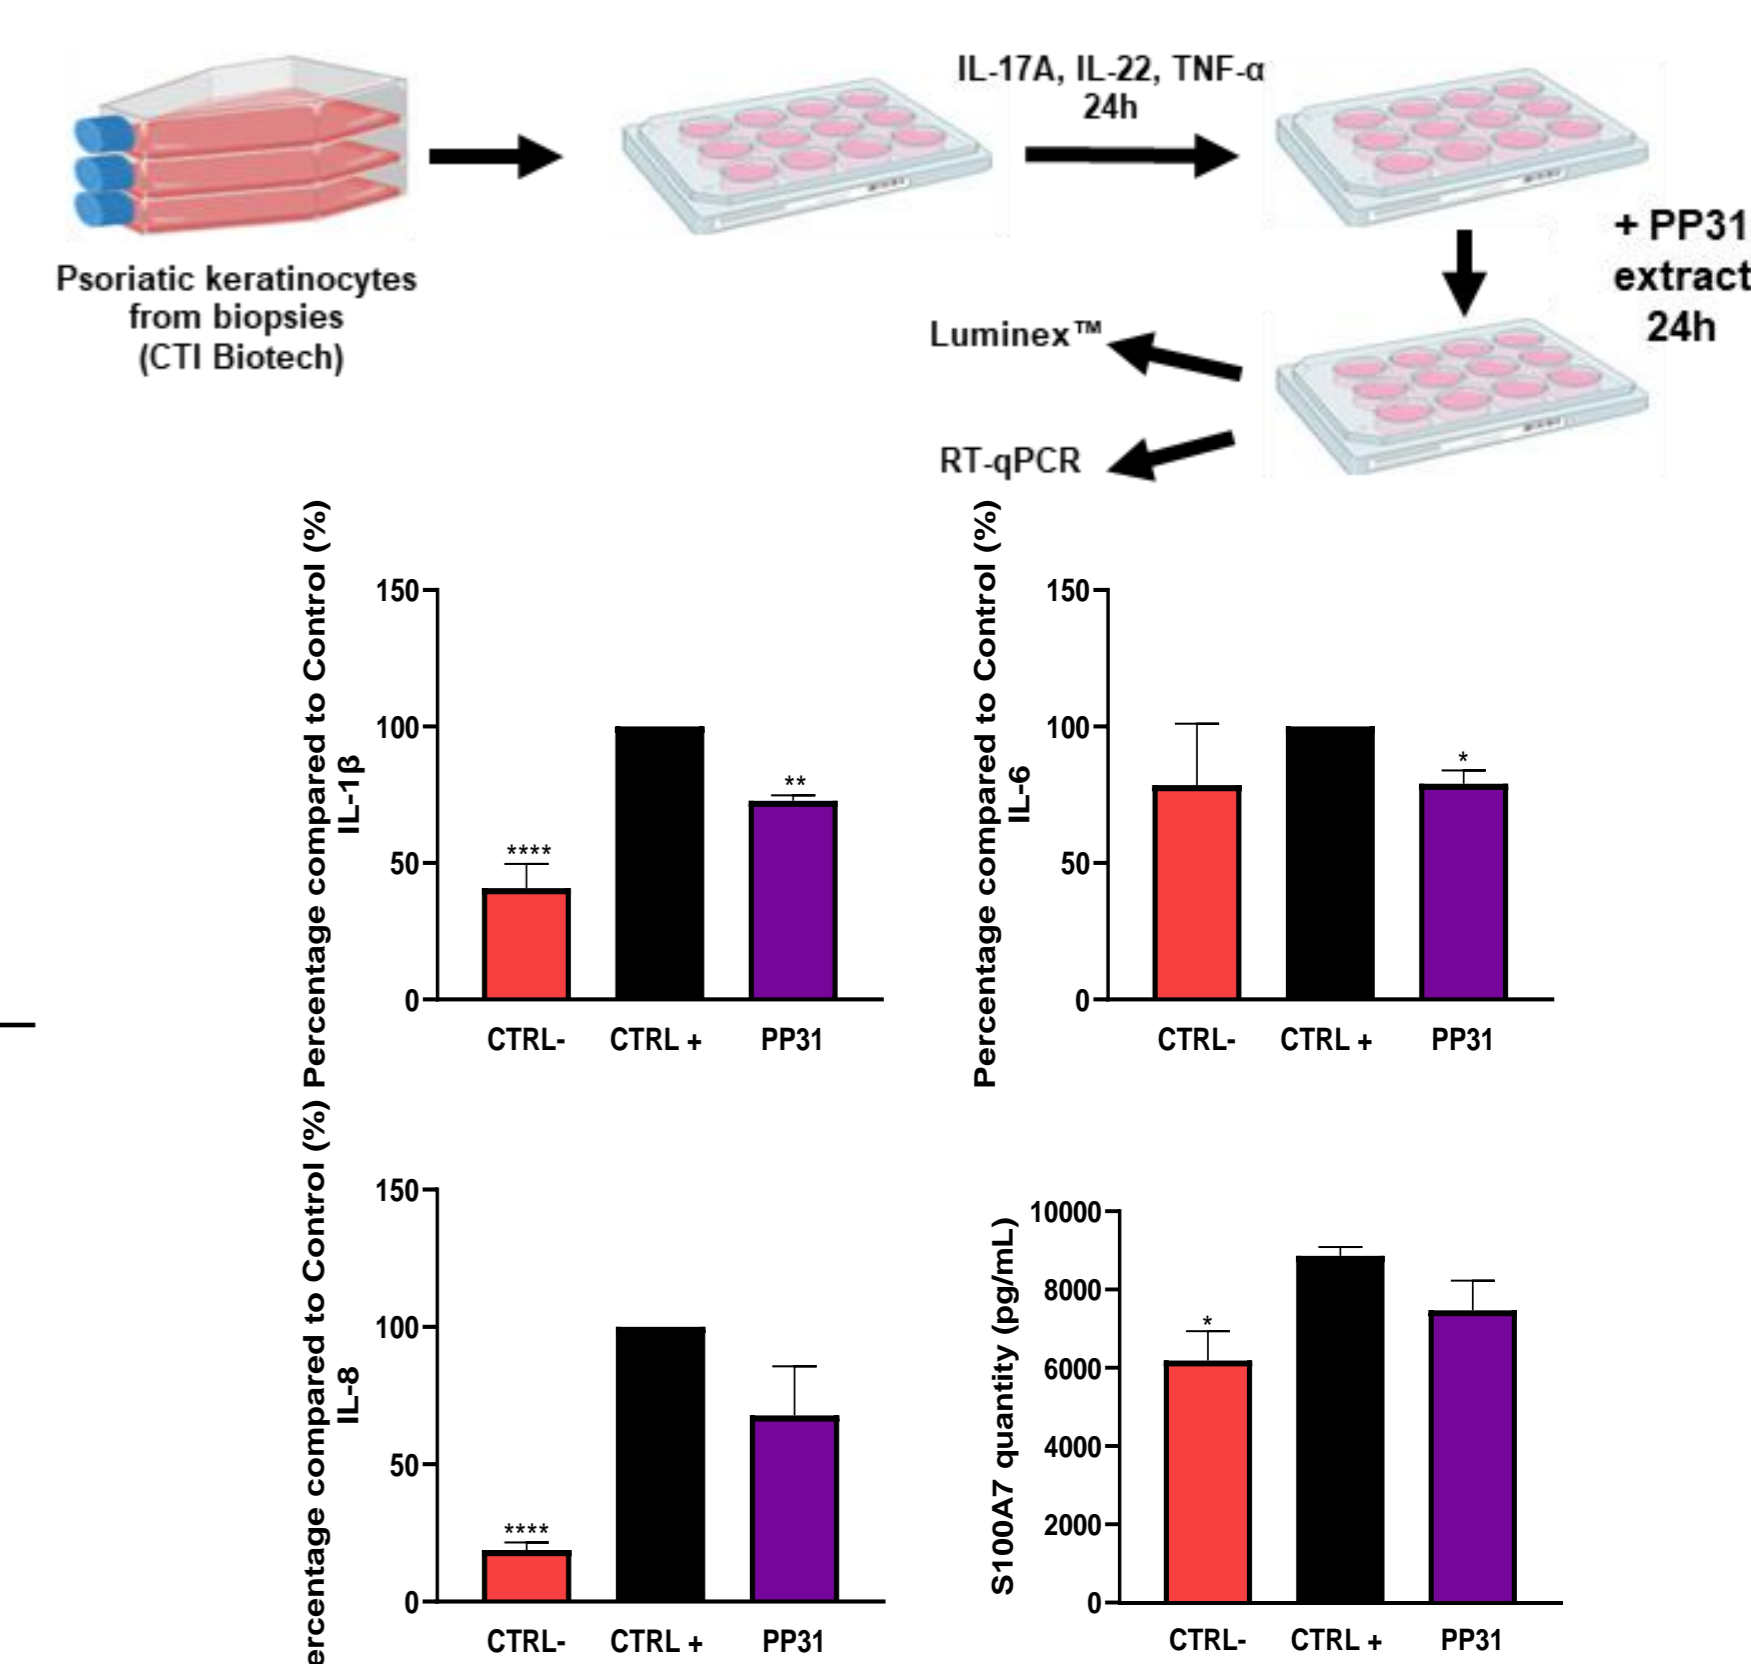 IL-17A, IL-22, TNF-α
24h
Psoriatic keratinocytes
from biopsies
(CTI Biotech)
+ PP31
extract
24h
Luminex™
RT-qPCR
Percentage compared to Control (%)
IL-1β
150
100
50
0
****
**
CTRL-
CTRL +
PP31
Percentage compared to Control (%)
IL-6
150
100
50
0
*
CTRL-
CTRL +
PP31
ercentage compared to Control (%)
IL-8
150
100
50
0
****
CTRL-
CTRL +
PP31
S100A7 quantity (pg/mL)
10000
8000
6000
4000
2000
0
*
CTRL-
CTRL +
PP31